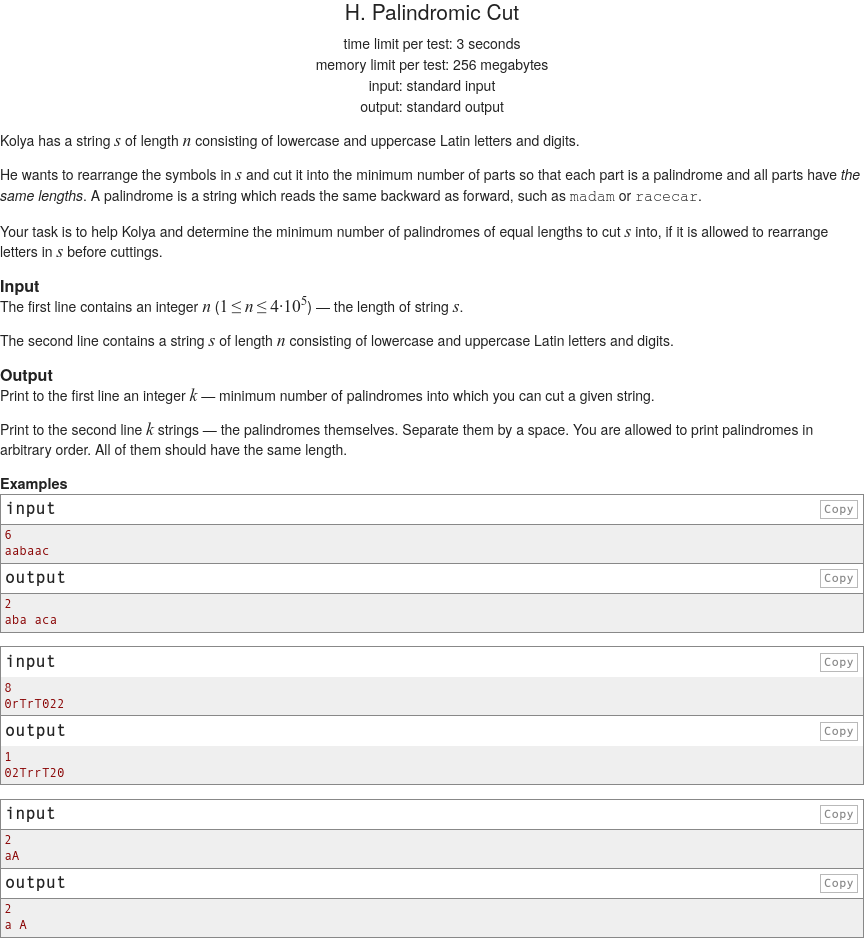 H. Palindromic Cut
time limit per test: 3 seconds
memory limit per test: 256 megabytes
input: standard input
output: standard output
Kolya has a string s of length n consisting of lowercase and uppercase Latin letters and digits.
He wants to rearrange the symbols in s and cut it into the minimum number of parts so that each part is a palindrome and all parts have the
same lengths. A palindrome is a string which reads the same backward as forward, such as madam or racecar.
Your task is to help Kolya and determine the minimum number of palindromes of equal lengths to cut s into, if it is allowed to rearrange
letters in s before cuttings.
Input
The first line contains an integer n (1 ≤ n ≤ 4·10⁵) — the length of string s.
The second line contains a string s of length n consisting of lowercase and uppercase Latin letters and digits.
Output
Print to the first line an integer k — minimum number of palindromes into which you can cut a given string.
Print to the second line k strings — the palindromes themselves. Separate them by a space. You are allowed to print palindromes in
arbitrary order. All of them should have the same length.
Examples
input Copy
6
aabaac
output Copy
2
aba aca
input Copy
8
0rTrT022
output Copy
1
02TrrT20
input Copy
2
aA
output Copy
2
a A